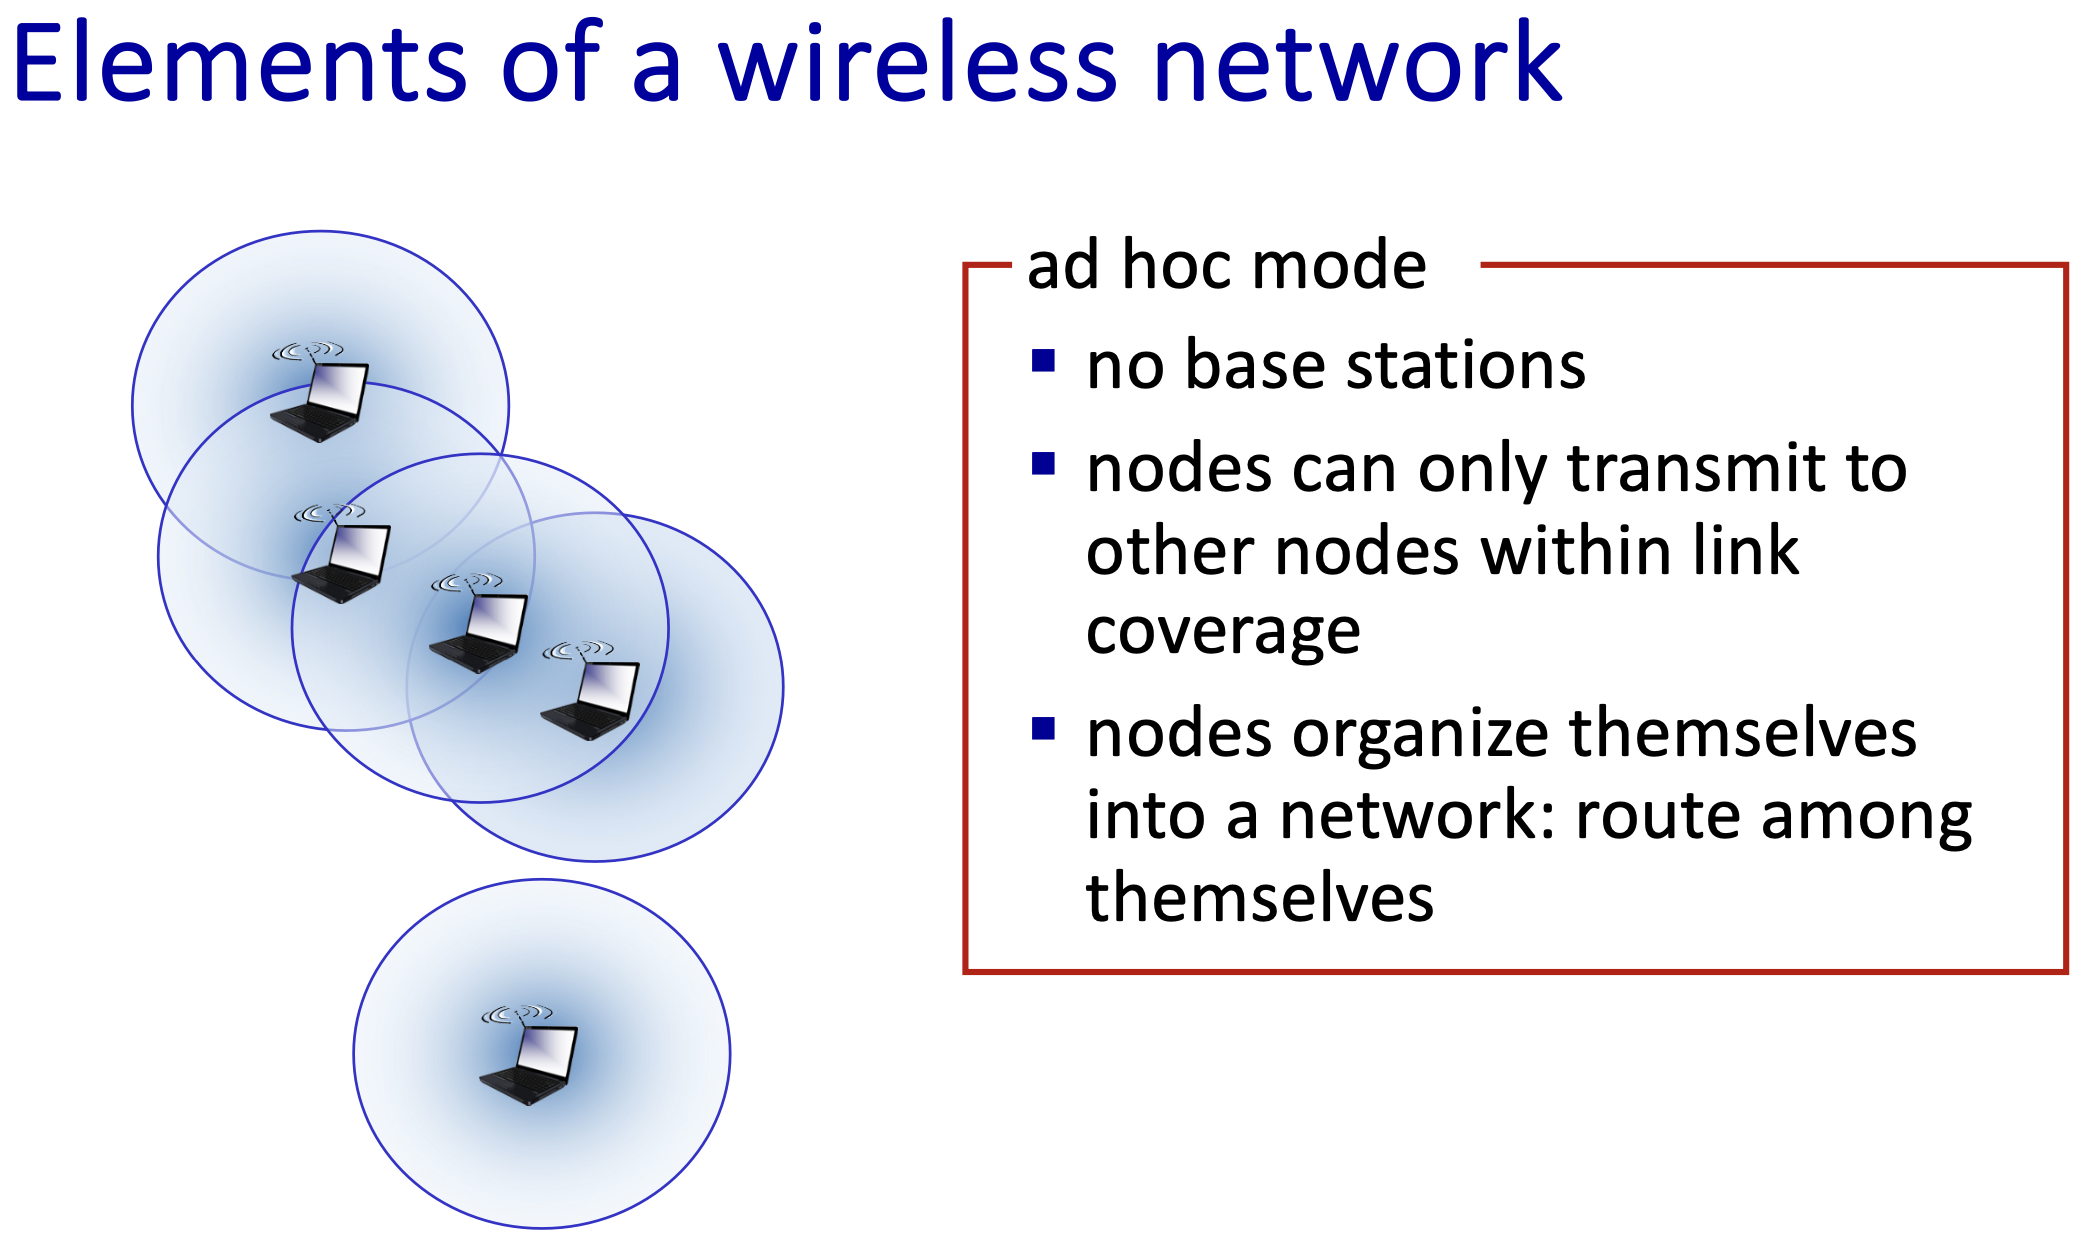 Elements of a wireless network
ad hoc mode
▪ no base stations
▪ nodes can only transmit to
other nodes within link
coverage
▪ nodes organize themselves
into a network: route among
themselves